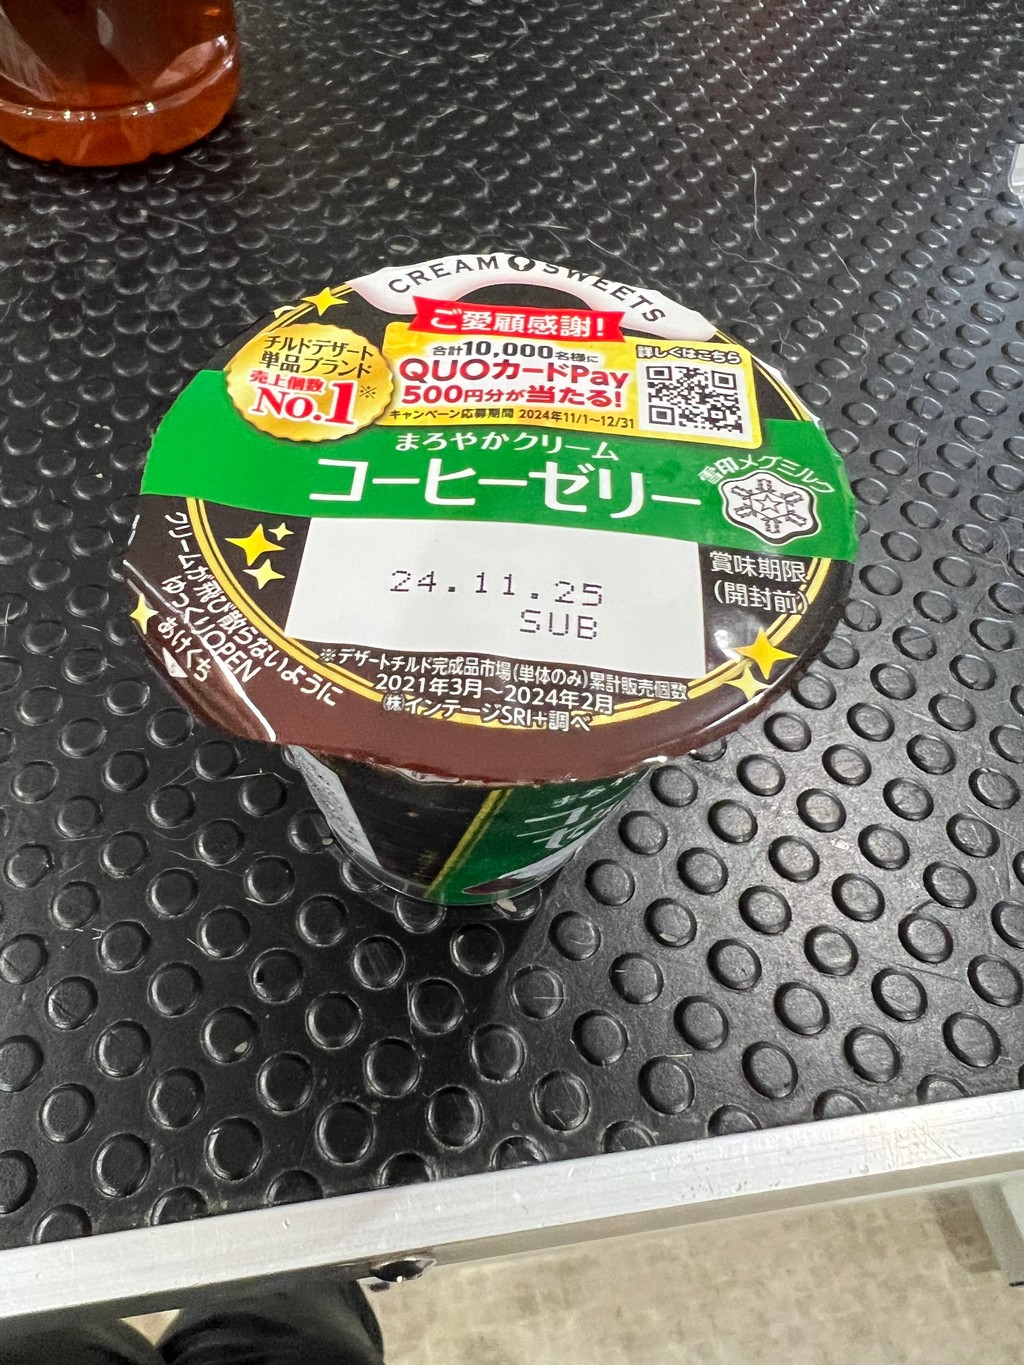 CREAM SWEETS
ご愛顧感謝!
チルドデザート
単品ブランド
売上個数
No.1※
合計10,000名様に
QUOカードPay
500円分が当たる!
キャンペーン応募期間 2024年11/1~12/31
詳しくはこちら
まろやかクリーム
コーヒーゼリー
雪印メグミルク
24.11.25
SUB
賞味期限
(開封前)
クリームが飛び散らないように
ゆっくりOPEN
あけくち
※デザートチルド完成品市場(単体のみ)累計販売個数
2021年3月~2024年2月
㈱インテージSRI+調べ